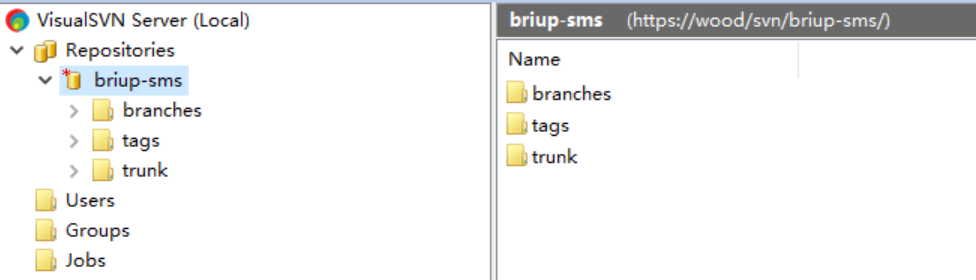 VisualSVN Server (Local)
Repositories
briup-sms
branches
tags
trunk
Users
Groups
Jobs
briup-sms (https://wood/svn/briup-sms/)
Name
branches
tags
trunk